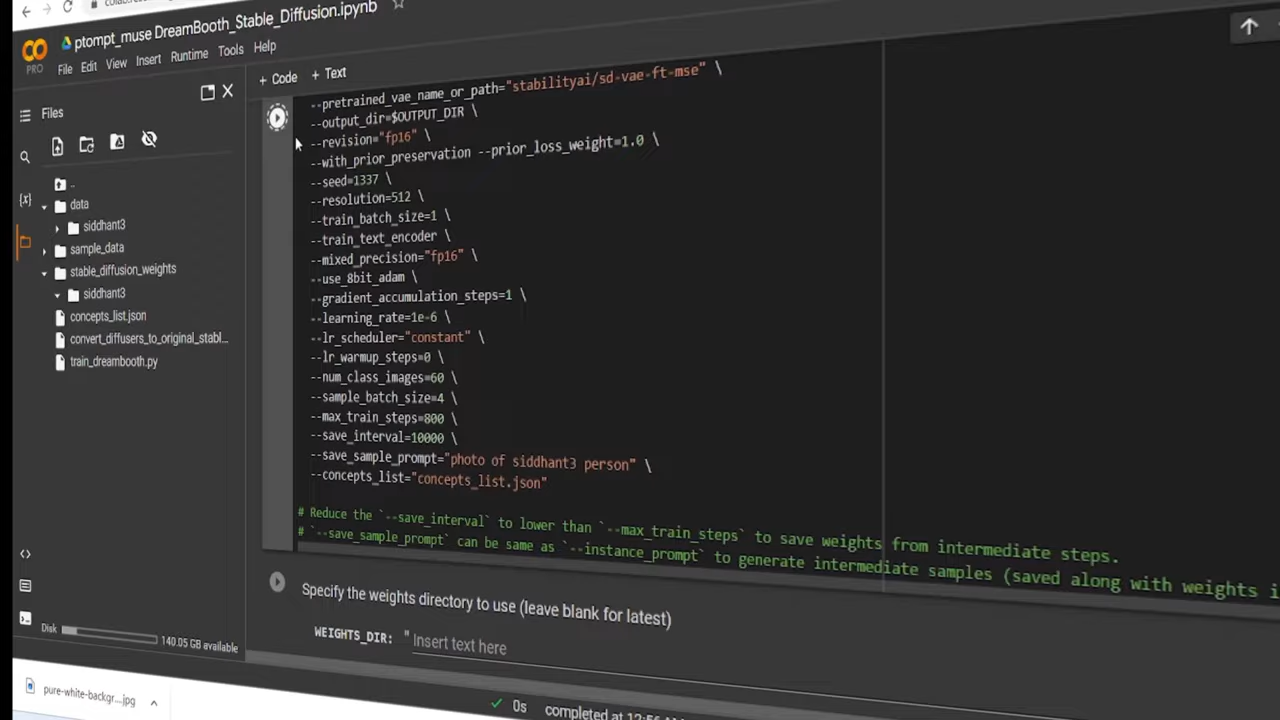 ptompt_muse DreamBooth_Stable_Diffusion.ipynb
PRO
File Edit View Insert Runtime Tools Help
Files
+ Code + Text
..
data
siddhant3
sample_data
stable_diffusion_weights
siddhant3
concepts_list.json
convert_diffusers_to_original_stabl...
train_dreambooth.py
Disk
140.05 GB available
--pretrained_vae_name_or_path="stabilityai/sd-vae-ft-mse" \
--output_dir=$OUTPUT_DIR \
--revision="fp16" \
--with_prior_preservation --prior_loss_weight=1.0 \
--seed=1337 \
--resolution=512 \
--train_batch_size=1 \
--train_text_encoder \
--mixed_precision="fp16" \
--use_8bit_adam \
--gradient_accumulation_steps=1 \
--learning_rate=1e-6 \
--lr_scheduler="constant" \
--lr_warmup_steps=0 \
--num_class_images=60 \
--sample_batch_size=4 \
--max_train_steps=800 \
--save_interval=10000 \
--save_sample_prompt="photo of siddhant3 person" \
--concepts_list="concepts_list.json"
# Reduce the `--save_interval` to lower than `--max_train_steps` to save weights from intermediate steps.
# `--save_sample_prompt` can be same as `--instance_prompt` to generate intermediate samples (saved along with weights i
Specify the weights directory to use (leave blank for latest)
WEIGHTS_DIR: " Insert text here
0s completed at 12:56 AM
pure-white-backgr....jpg